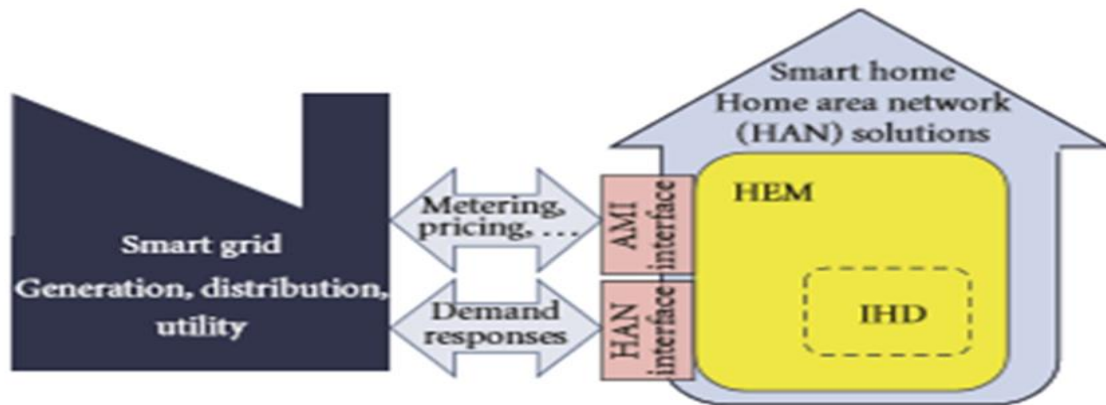 Smart grid
Generation, distribution,
utility
Metering,
pricing, …
Demand
responses
AMI
interface
HAN
interface
Smart home
Home area network
(HAN) solutions
HEM
IHD